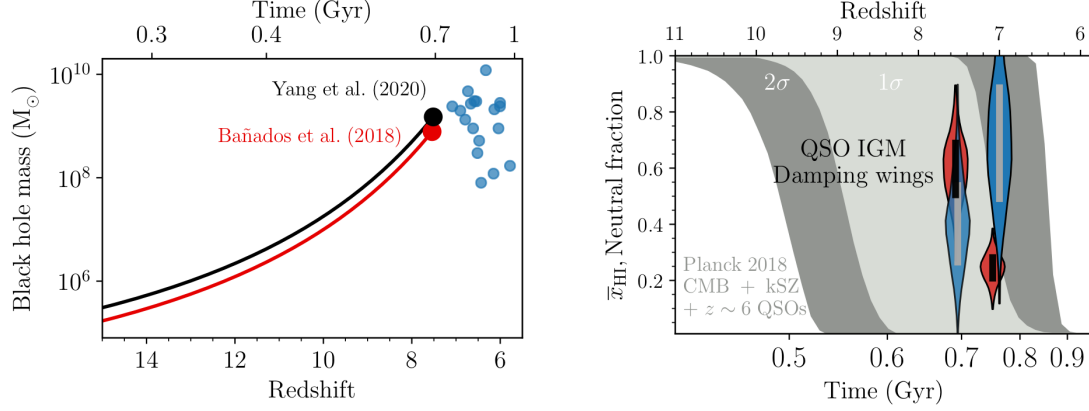 Time (Gyr)
0.3 0.4 0.7 1
Black hole mass (M⊙)
10^10
10^8
10^6
Yang et al. (2020)
Bañados et al. (2018)
14 12 10 8 6
Redshift
Redshift
11 10 9 8 7 6
x̅HI, Neutral fraction
1.0
0.8
0.6
0.4
0.2
2σ 1σ
QSO IGM
Damping wings
Planck 2018
CMB + kSZ
+ z ∼ 6 QSOs
0.5 0.6 0.7 0.8 0.9
Time (Gyr)